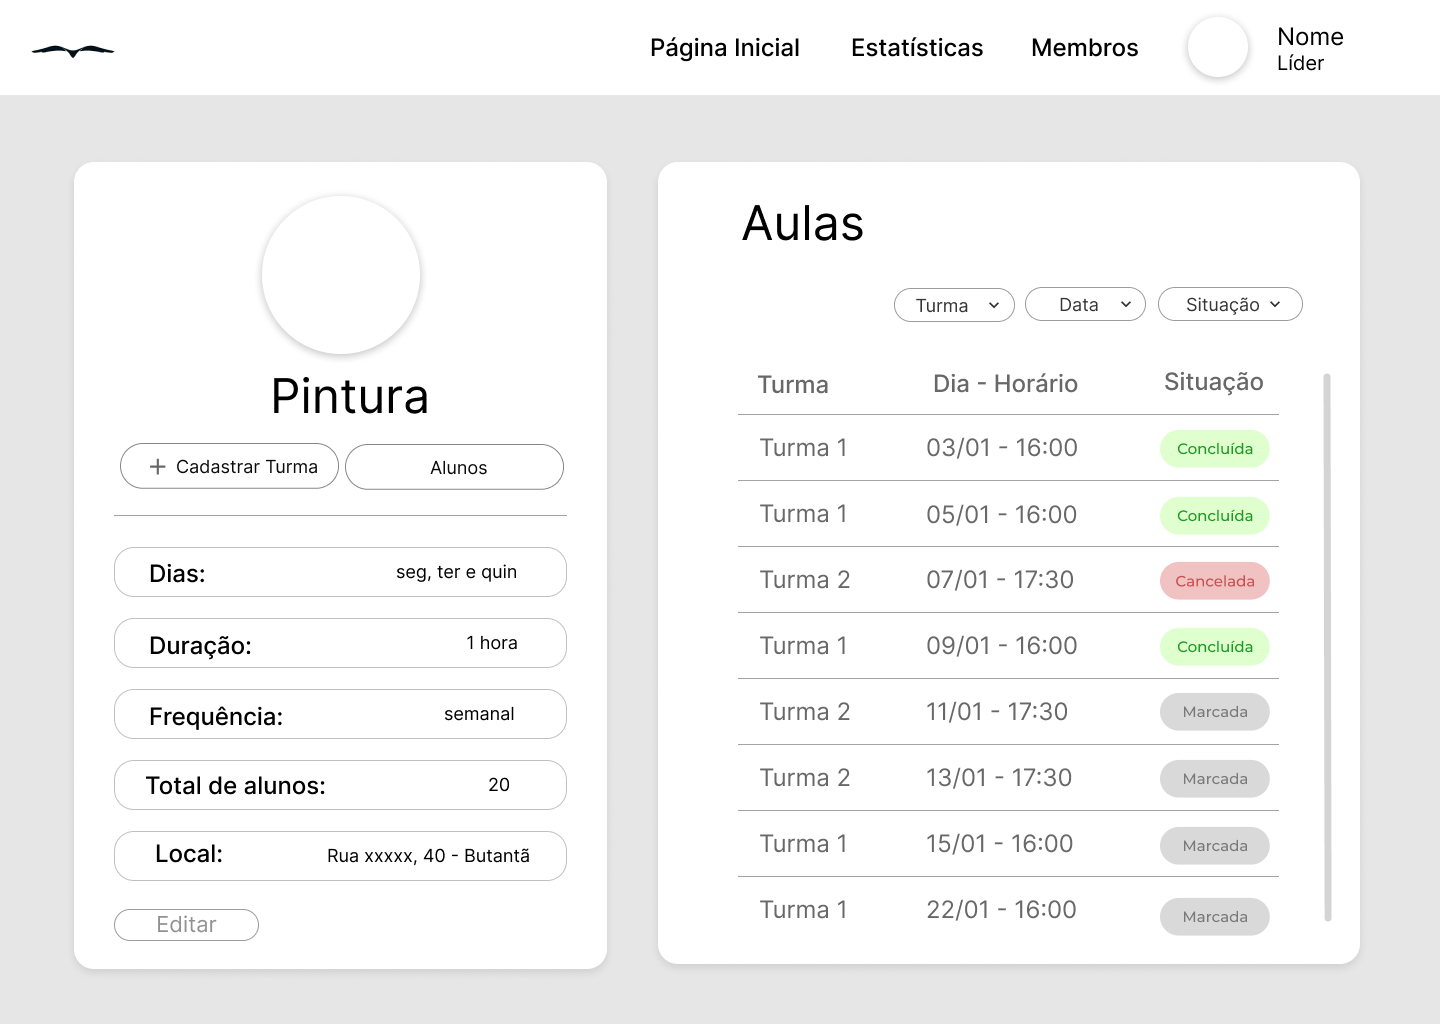 Página Inicial Estatísticas Membros Nome
Líder
Pintura
Cadastrar Turma Alunos
Dias: seg, ter e quin
Duração: 1 hora
Frequência: semanal
Total de alunos: 20
Local: Rua xxxxx, 40 - Butantã
Editar
Aulas
Turma Data Situação
Turma Dia - Horário Situação
Turma 1 03/01 - 16:00 Concluída
Turma 1 05/01 - 16:00 Concluída
Turma 2 07/01 - 17:30 Cancelada
Turma 1 09/01 - 16:00 Concluída
Turma 2 11/01 - 17:30 Marcada
Turma 2 13/01 - 17:30 Marcada
Turma 1 15/01 - 16:00 Marcada
Turma 1 22/01 - 16:00 Marcada